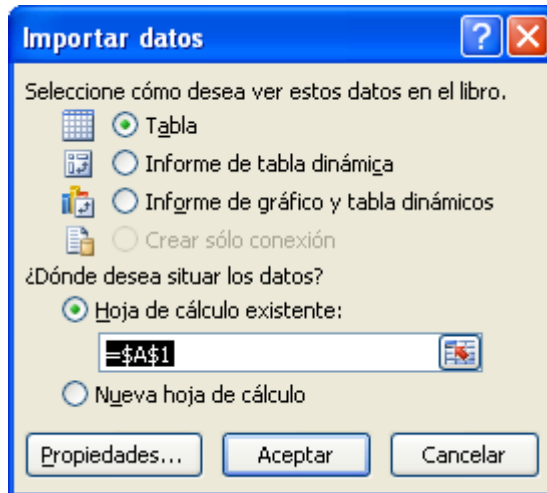 Importar datos
Seleccione cómo desea ver estos datos en el libro.
Tabla
Informe de tabla dinámica
Informe de gráfico y tabla dinámicos
Crear sólo conexión
¿Dónde desea situar los datos?
Hoja de cálculo existente:
=$A$1
Nueva hoja de cálculo
Propiedades... Aceptar Cancelar